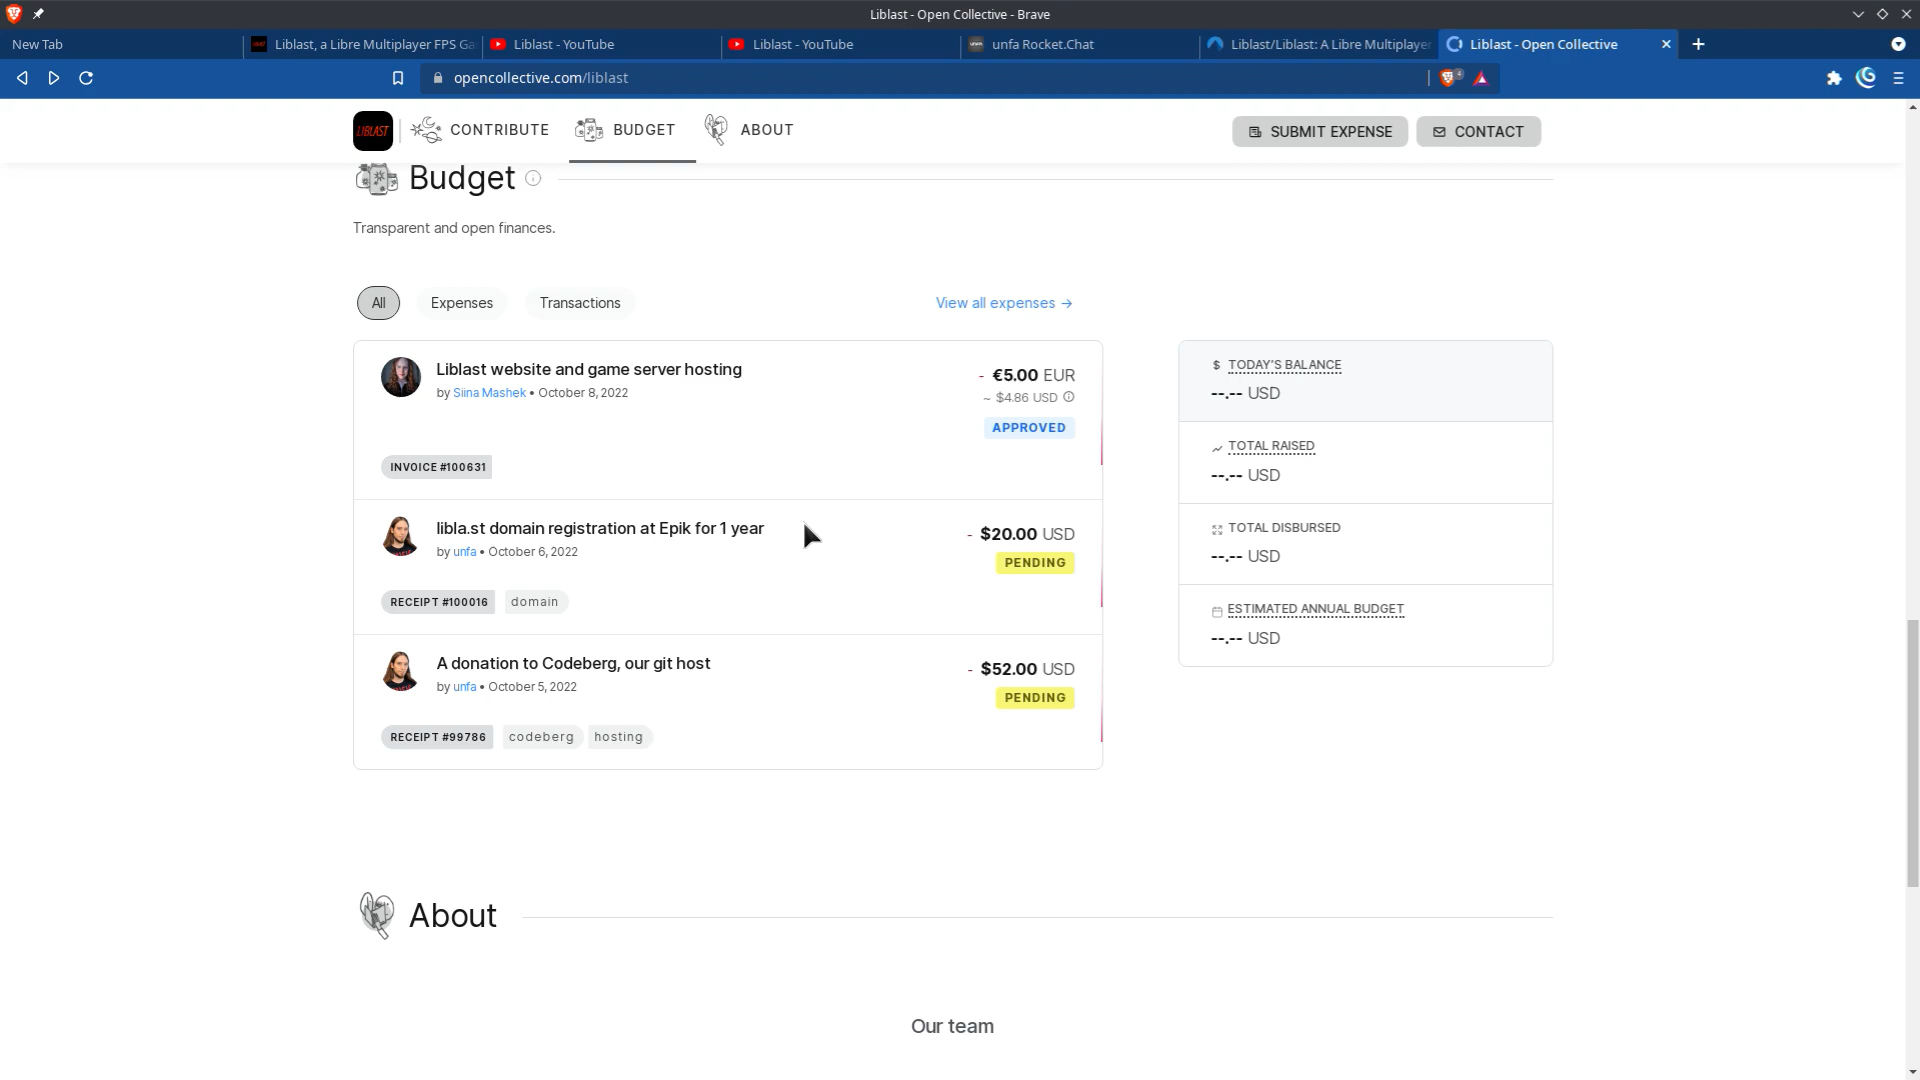 Liblast - Open Collective - Brave
New Tab
Liblast, a Libre Multiplayer FPS Ga
Liblast - YouTube
Liblast - YouTube
unfa Rocket.Chat
Liblast/Liblast: A Libre Multiplayer
Liblast - Open Collective
opencollective.com/liblast
4
LIBLAST
CONTRIBUTE
BUDGET
ABOUT
SUBMIT EXPENSE
CONTACT
Budget
Transparent and open finances.
All
Expenses
Transactions
View all expenses →
Liblast website and game server hosting
by Siina Mashek • October 8, 2022
- €5.00 EUR
~ $4.86 USD
APPROVED
INVOICE #100631
libla.st domain registration at Epik for 1 year
by unfa • October 6, 2022
- $20.00 USD
PENDING
RECEIPT #100016
domain
A donation to Codeberg, our git host
by unfa • October 5, 2022
- $52.00 USD
PENDING
RECEIPT #99786
codeberg
hosting
$ TODAY'S BALANCE
--.-- USD
TOTAL RAISED
--.-- USD
TOTAL DISBURSED
--.-- USD
ESTIMATED ANNUAL BUDGET
--.-- USD
About
Our team